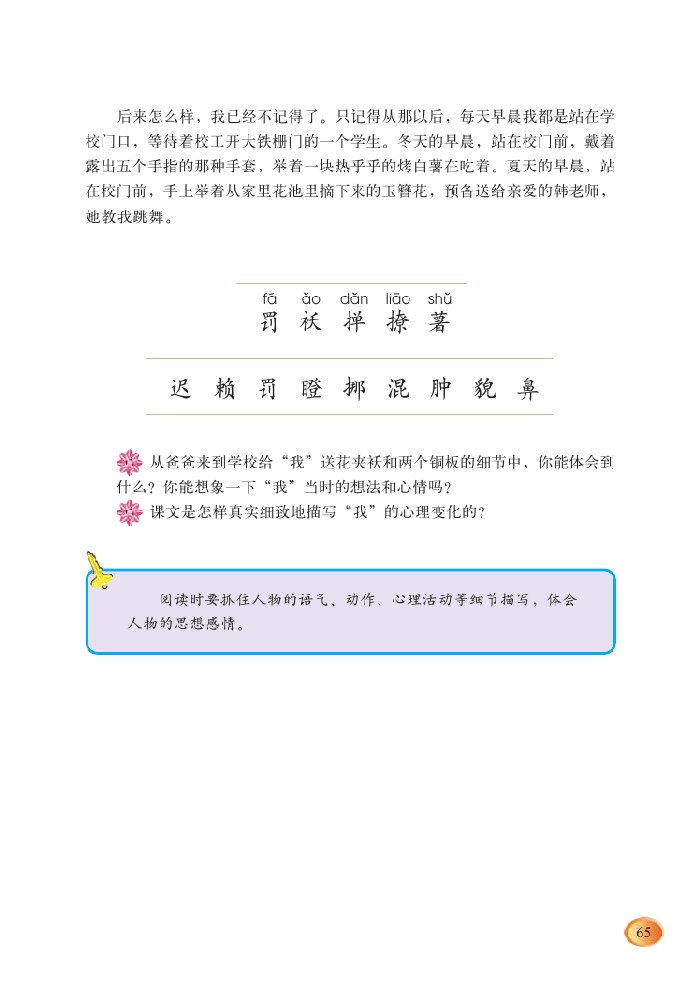 后来怎么样，我已经不记得了。只记得从那以后，每天早晨我都是站在学
校门口，等待着校工开大铁栅门的一个学生。冬天的早晨，站在校门前，戴着
露出五个手指的那种手套，举着一块热乎乎的烤白薯在吃着。夏天的早晨，站
在校门前，手上举着从家里花池里摘下来的玉簪花，预备送给亲爱的韩老师，
她教我跳舞。
fá ǎo dǎn liāo shǔ
罚 袄 掸 撩 薯
迟 赖 罚 瞪 挪 混 肿 貌 鼻
从爸爸来到学校给“我”送花夹袄和两个铜板的细节中，你能体会到
什么？你能想象一下“我”当时的想法和心情吗？
课文是怎样真实细致地描写“我”的心理变化的？
阅读时要抓住人物的语气、动作、心理活动等细节描写，体会
人物的思想感情。
65